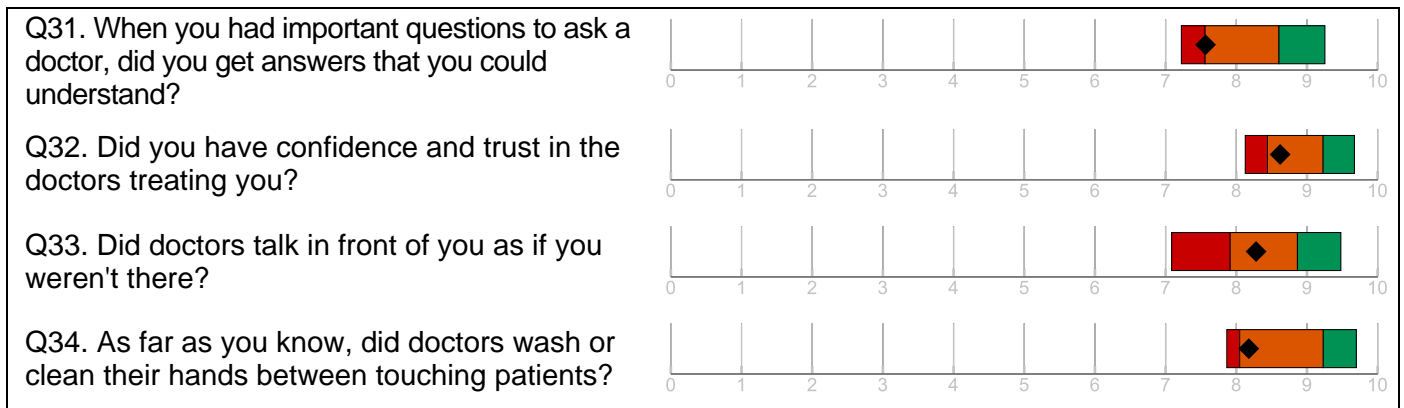 Q31. When you had important questions to ask a
doctor, did you get answers that you could
understand?
0 1 2 3 4 5 6 7 8 9 10
Q32. Did you have confidence and trust in the
doctors treating you?
0 1 2 3 4 5 6 7 8 9 10
Q33. Did doctors talk in front of you as if you
weren't there?
0 1 2 3 4 5 6 7 8 9 10
Q34. As far as you know, did doctors wash or
clean their hands between touching patients?
0 1 2 3 4 5 6 7 8 9 10